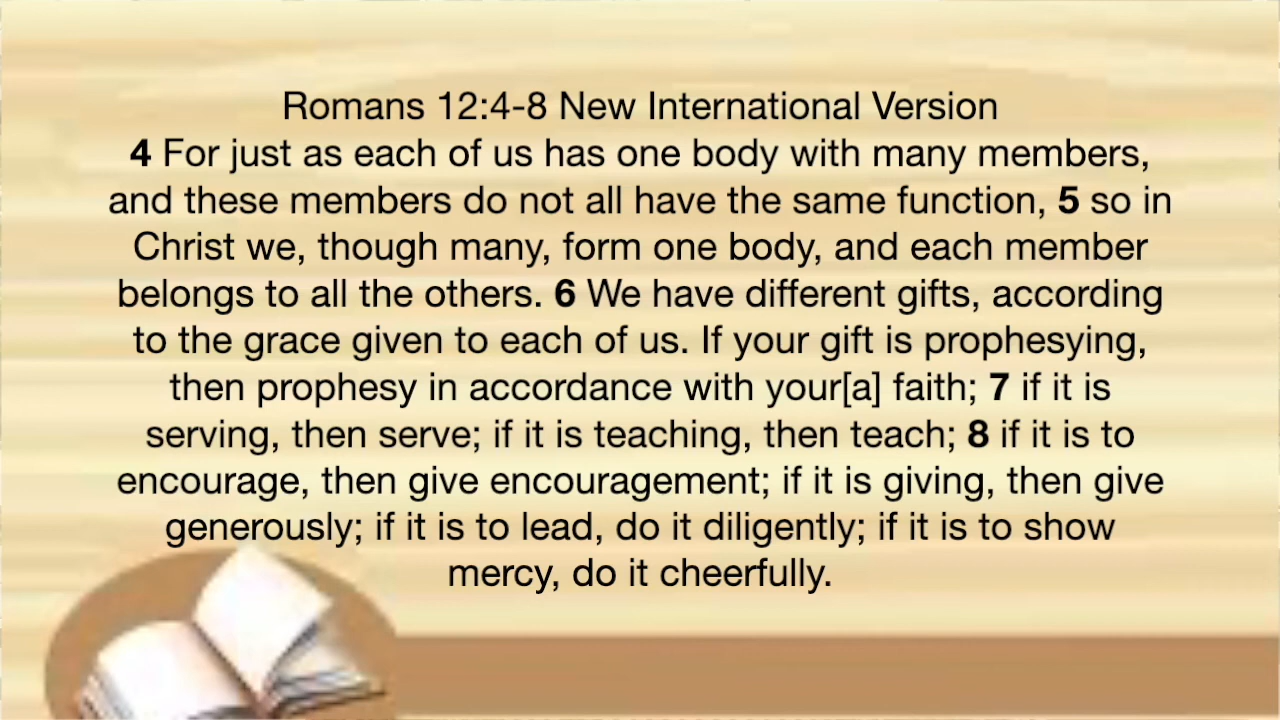 Romans 12:4-8 New International Version
4 For just as each of us has one body with many members,
and these members do not all have the same function, 5 so in
Christ we, though many, form one body, and each member
belongs to all the others. 6 We have different gifts, according
to the grace given to each of us. If your gift is prophesying,
then prophesy in accordance with your[a] faith; 7 if it is
serving, then serve; if it is teaching, then teach; 8 if it is to
encourage, then give encouragement; if it is giving, then give
generously; if it is to lead, do it diligently; if it is to show
mercy, do it cheerfully.